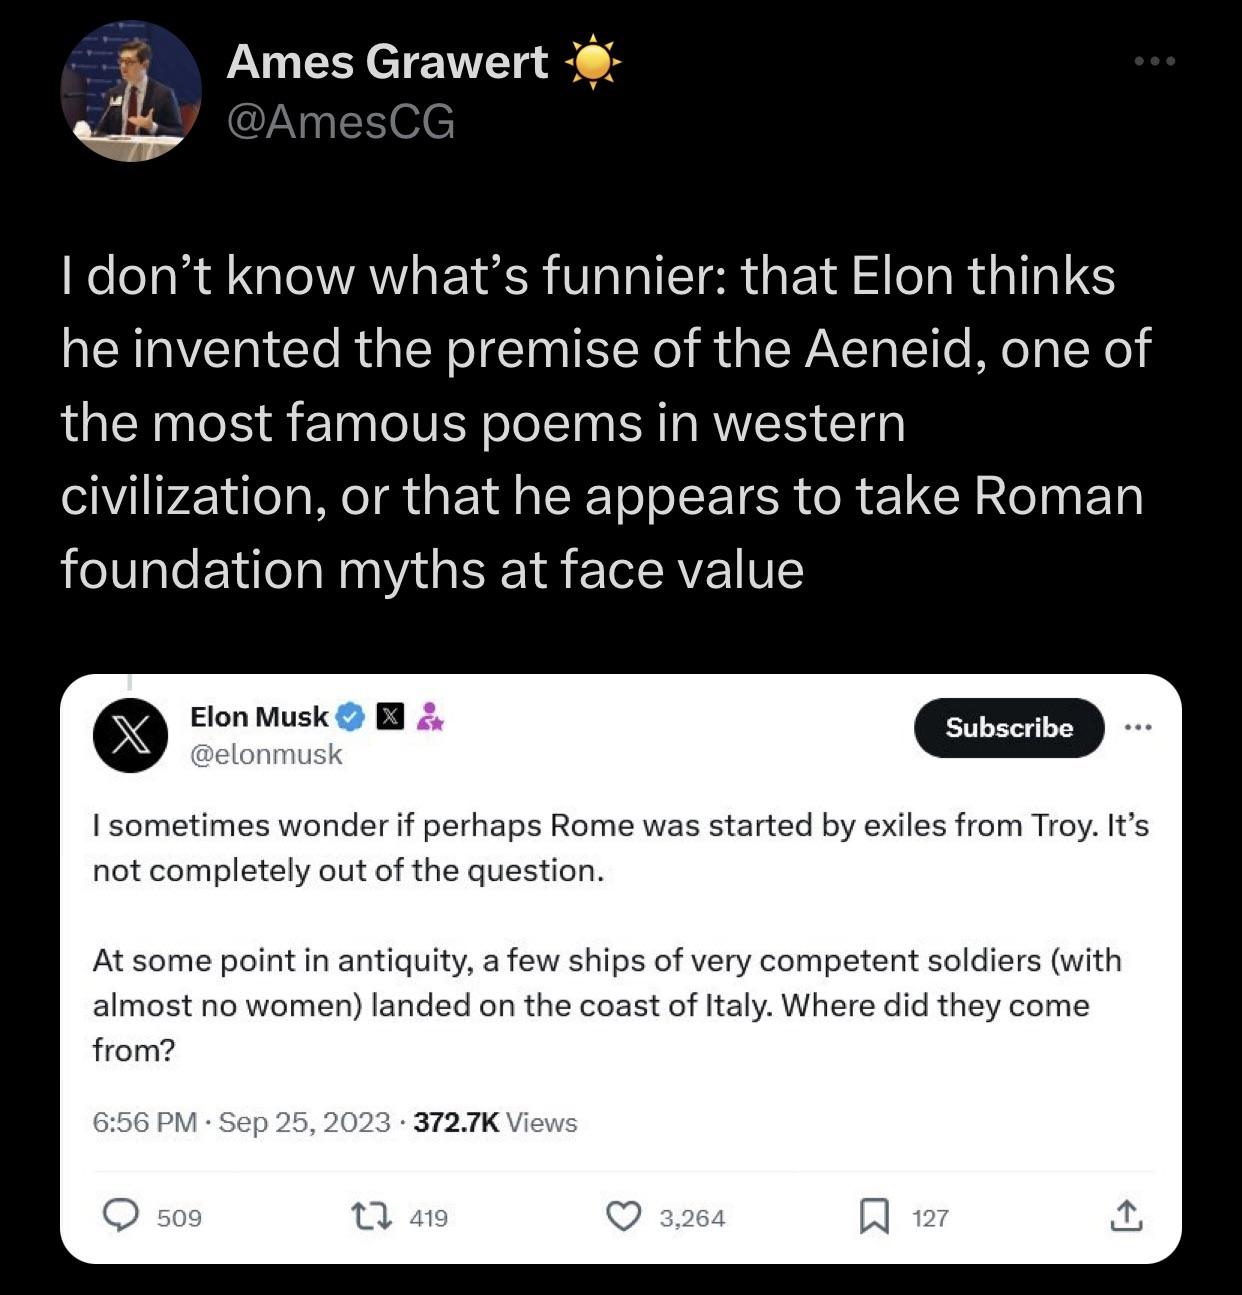 Ames Grawert ☀️
@AmesCG
I don’t know what’s funnier: that Elon thinks
he invented the premise of the Aeneid, one of
the most famous poems in western
civilization, or that he appears to take Roman
foundation myths at face value
Elon Musk
@elonmusk
Subscribe
I sometimes wonder if perhaps Rome was started by exiles from Troy. It’s
not completely out of the question.
At some point in antiquity, a few ships of very competent soldiers (with
almost no women) landed on the coast of Italy. Where did they come
from?
6:56 PM · Sep 25, 2023 · 372.7K Views
509 419 3,264 127